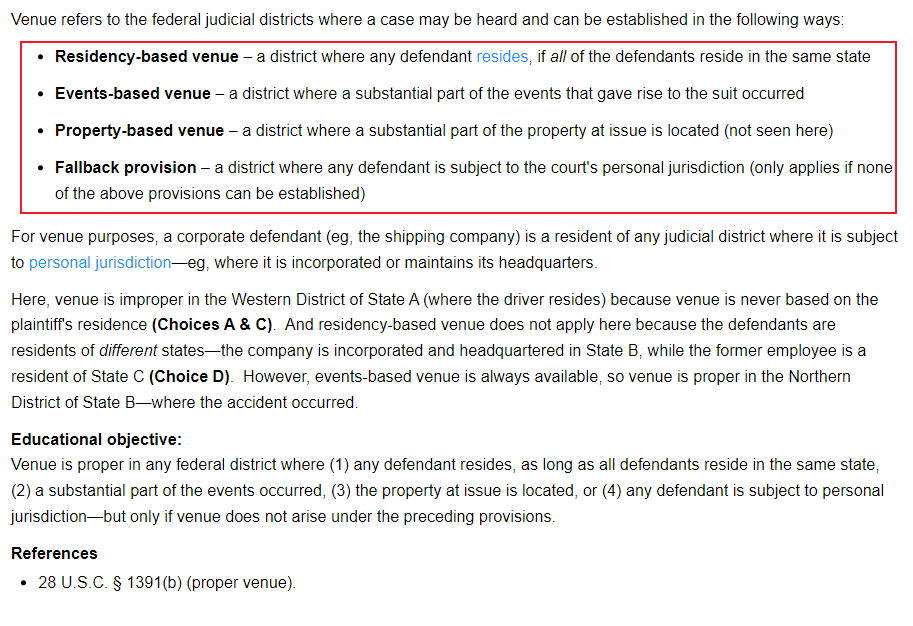 Venue refers to the federal judicial districts where a case may be heard and can be established in the following ways:
• Residency-based venue – a district where any defendant resides, if all of the defendants reside in the same state
• Events-based venue – a district where a substantial part of the events that gave rise to the suit occurred
• Property-based venue – a district where a substantial part of the property at issue is located (not seen here)
• Fallback provision – a district where any defendant is subject to the court's personal jurisdiction (only applies if none
of the above provisions can be established)
For venue purposes, a corporate defendant (eg, the shipping company) is a resident of any judicial district where it is subject
to personal jurisdiction—eg, where it is incorporated or maintains its headquarters.
Here, venue is improper in the Western District of State A (where the driver resides) because venue is never based on the
plaintiff's residence (Choices A & C).  And residency-based venue does not apply here because the defendants are
residents of different states—the company is incorporated and headquartered in State B, while the former employee is a
resident of State C (Choice D).  However, events-based venue is always available, so venue is proper in the Northern
District of State B—where the accident occurred.
Educational objective:
Venue is proper in any federal district where (1) any defendant resides, as long as all defendants reside in the same state,
(2) a substantial part of the events occurred, (3) the property at issue is located, or (4) any defendant is subject to personal
jurisdiction—but only if venue does not arise under the preceding provisions.
References
• 28 U.S.C. § 1391(b) (proper venue).